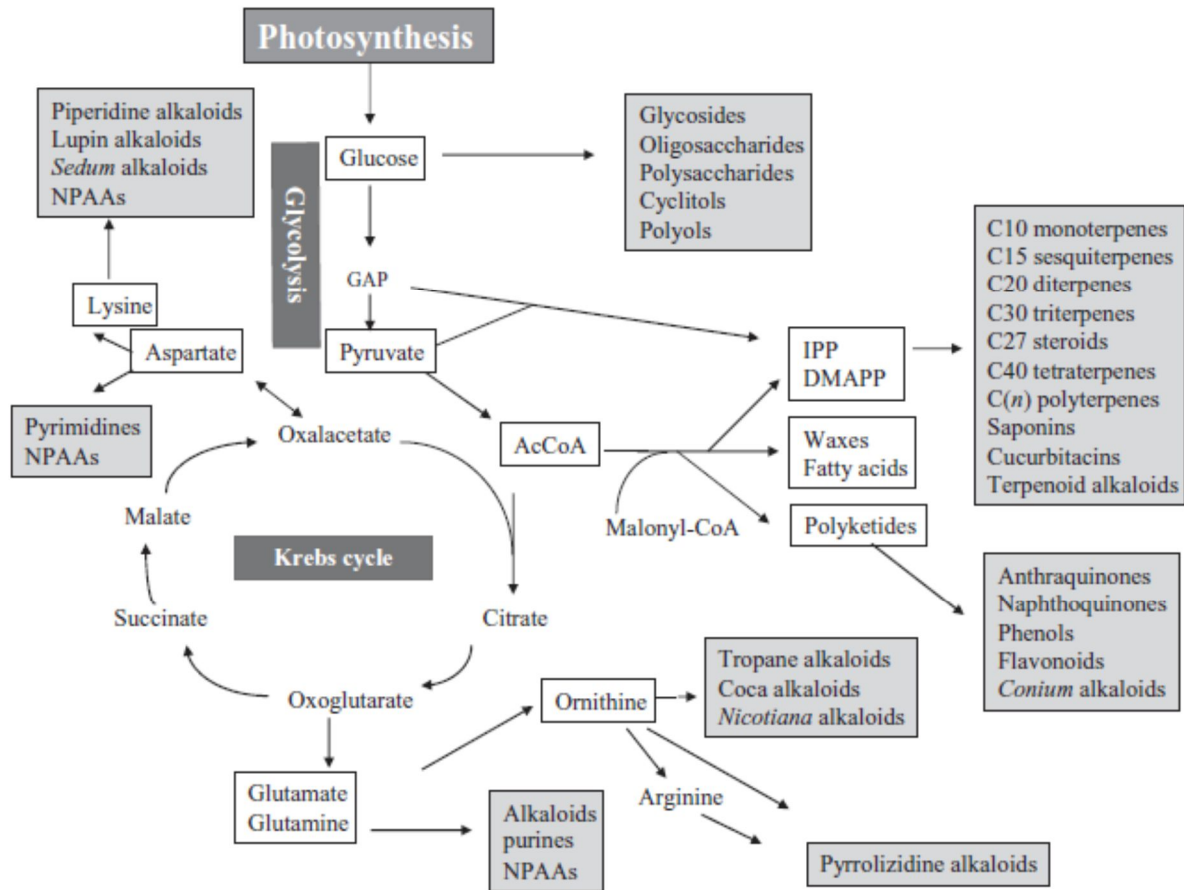 Photosynthesis
Piperidine alkaloids
Lupin alkaloids
Sedum alkaloids
NPAAs
Glucose
Glycosides
Oligosaccharides
Polysaccharides
Cyclitols
Polyols
Glycolysis
GAP
C10 monoterpenes
C15 sesquiterpenes
C20 diterpenes
C30 triterpenes
C27 steroids
C40 tetraterpenes
C(n) polyterpenes
Saponins
Cucurbitacins
Terpenoid alkaloids
Lysine
Aspartate
Pyruvate
IPP
DMAPP
Pyrimidines
NPAAs
Oxalacetate
AcCoA
Waxes
Fatty acids
Malate
Malonyl-CoA
Polyketides
Krebs cycle
Anthraquinones
Naphthoquinones
Phenols
Flavonoids
Conium alkaloids
Succinate
Citrate
Tropane alkaloids
Coca alkaloids
Nicotiana alkaloids
Oxoglutarate
Ornithine
Glutamate
Glutamine
Arginine
Alkaloids
purines
NPAAs
Pyrrolizidine alkaloids